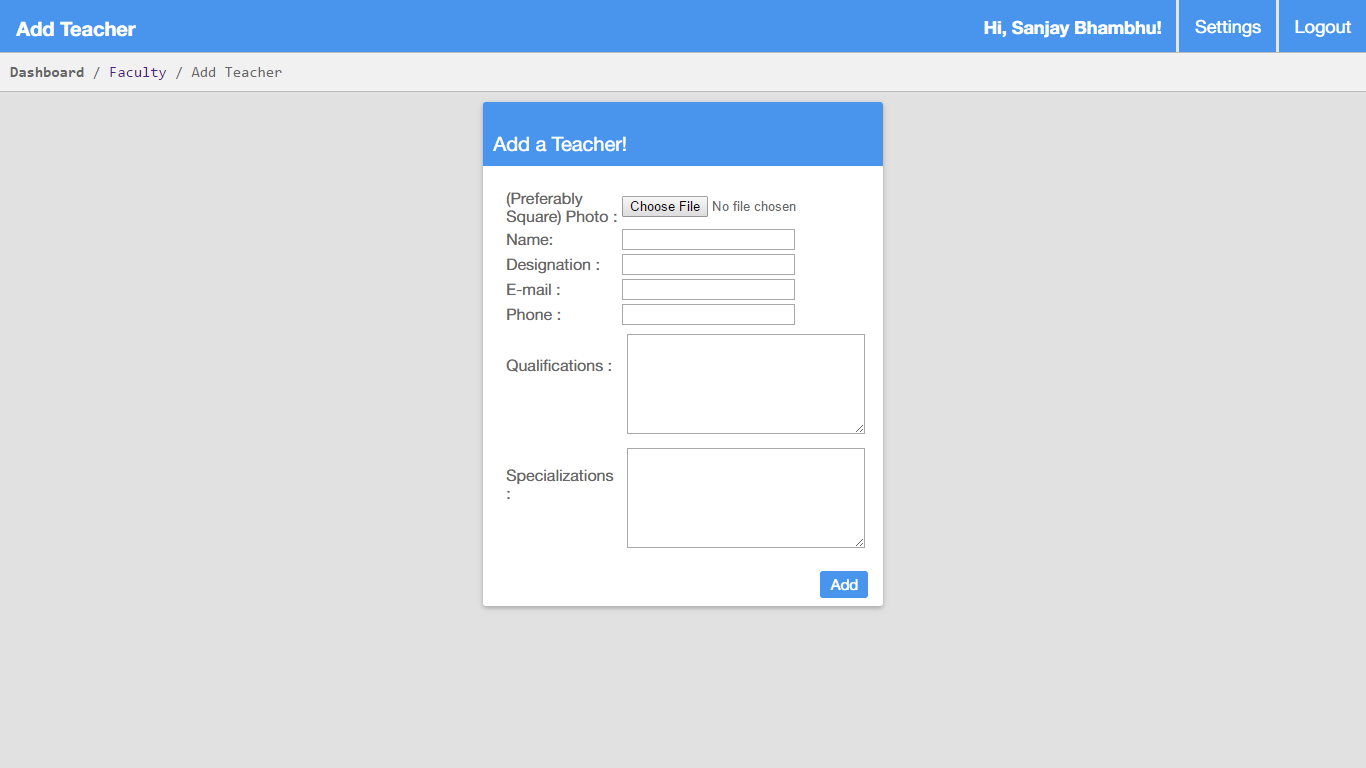 Add Teacher
Hi, Sanjay Bhambhu!
Settings
Logout
Dashboard / Faculty / Add Teacher
Add a Teacher!
(Preferably
Square) Photo :
Choose File No file chosen
Name:
Designation :
E-mail :
Phone :
Qualifications :
Specializations
:
Add